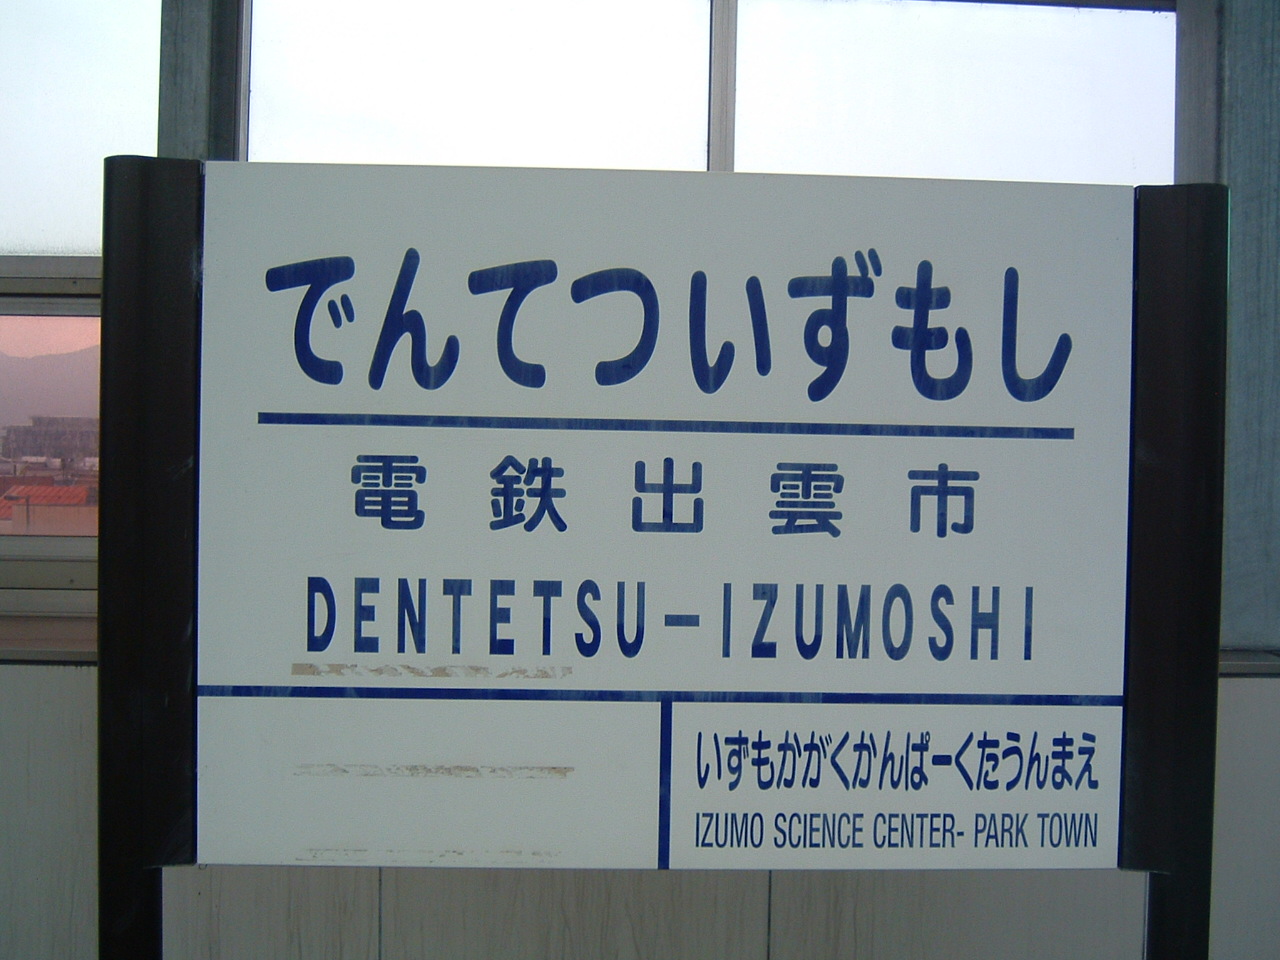 でんてついずもし
電鉄出雲市
DENTETSU-IZUMOSHI
いずもかがくかんぱーくたうんまえ
IZUMO SCIENCE CENTER- PARK TOWN